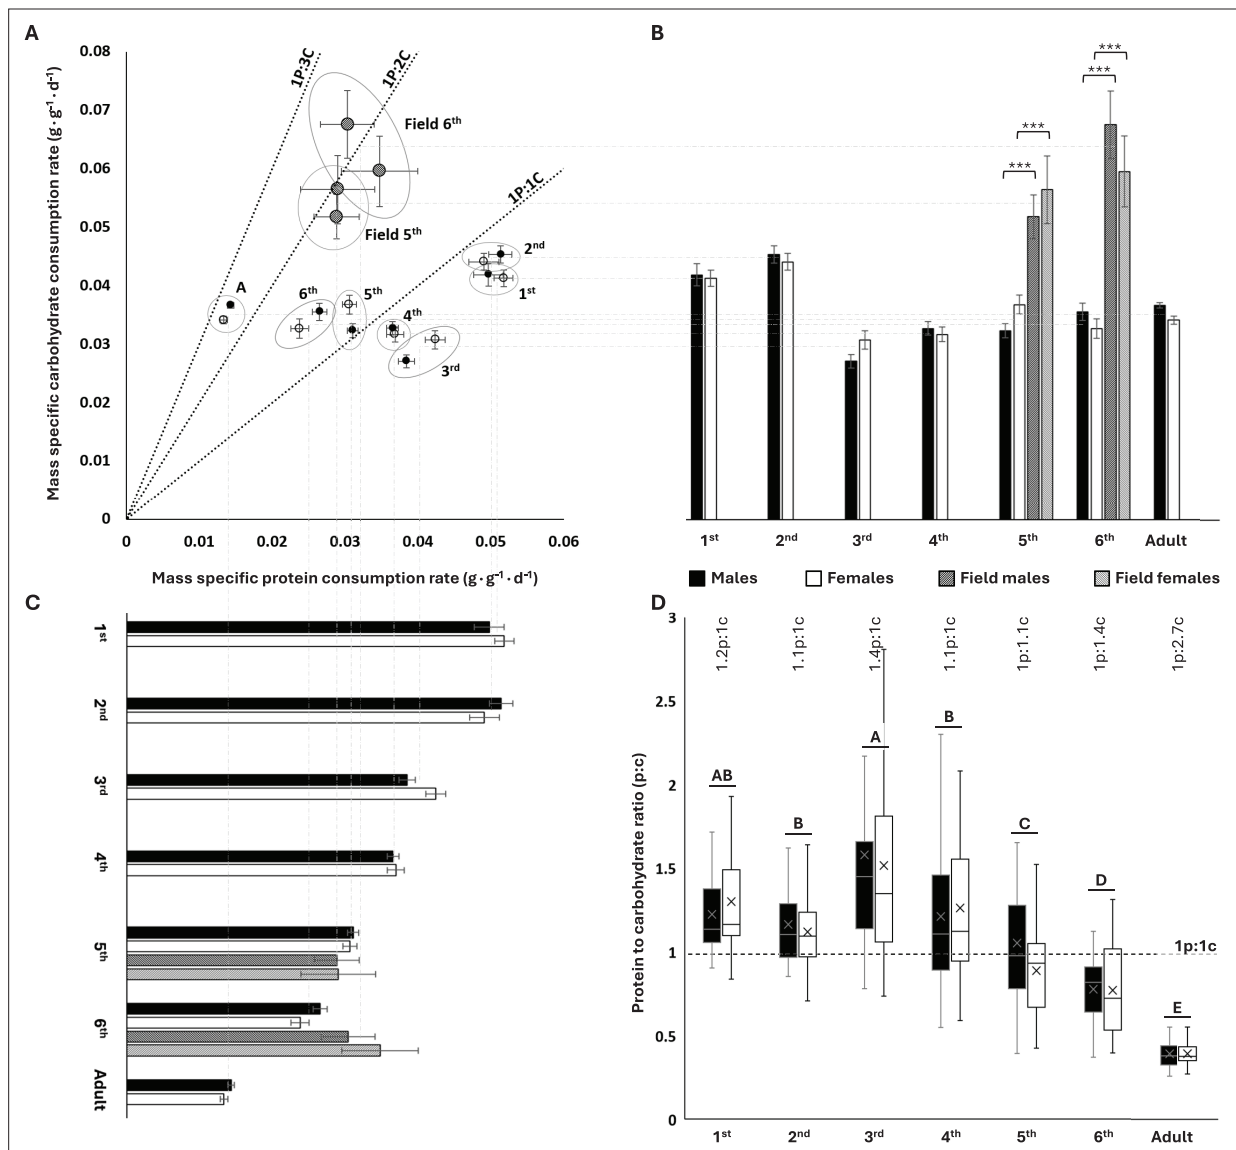 A
B
0.08
0.07
0.06
0.05
0.04
0.03
0.02
0.01
0
Mass specific carbohydrate consumption rate (g · g⁻¹ · d⁻¹)
1P:3C
1P:2C
1P:1C
Field 6th
Field 5th
2nd
1st
A
6th
5th
4th
3rd
0 0.01 0.02 0.03 0.04 0.05 0.06
Mass specific protein consumption rate (g · g⁻¹ · d⁻¹)
***
***
***
***
1st 2nd 3rd 4th 5th 6th Adult
Males Females Field males Field females
C
1st
2nd
3rd
4th
5th
6th
Adult
D
Protein to carbohydrate ratio (p:c)
3
2.5
2
1.5
1
0.5
0
1.2p:1c 1.1p:1c 1.4p:1c 1.1p:1c 1p:1.1c 1p:1.4c 1p:2.7c
AB B A B C D E
1p:1c
1st 2nd 3rd 4th 5th 6th Adult